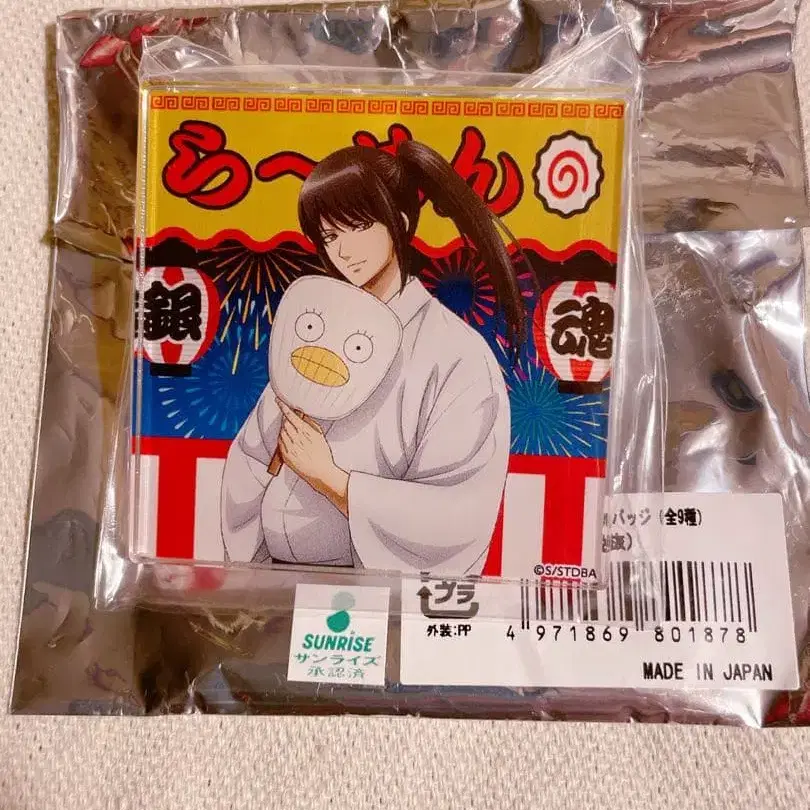 らーめん
銀
魂
バッジ(全9種)
©S/STDBA
プラ
外装:PP
4 971869 801878
MADE IN JAPAN
SUNRISE
サンライズ
承認済